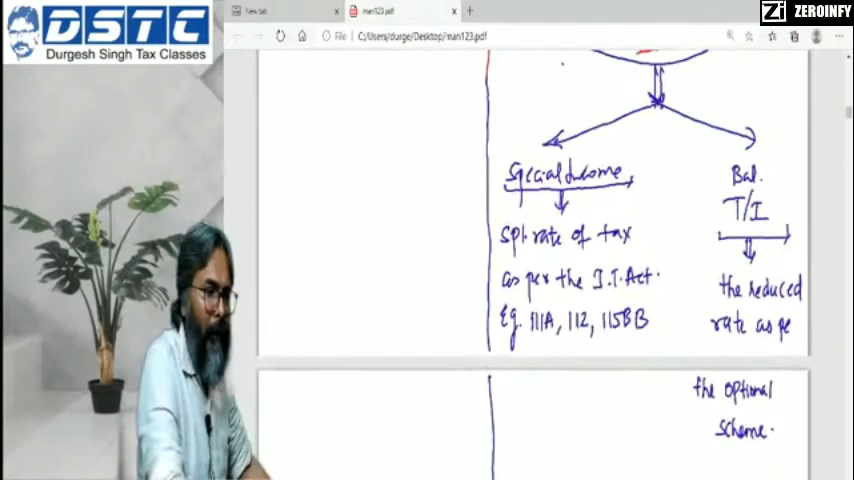 DSTC
Durgesh Singh Tax Classes
New tab
man123.pdf
Zi ZEROINFY
File C:/Users/durge/Desktop/man123.pdf
Special Income,
Spl. rate of tax
as per the I.T. Act.
Eg. 111A, 112, 115BB
Bal.
T/I
the reduced
rate as pe
the optional
scheme.